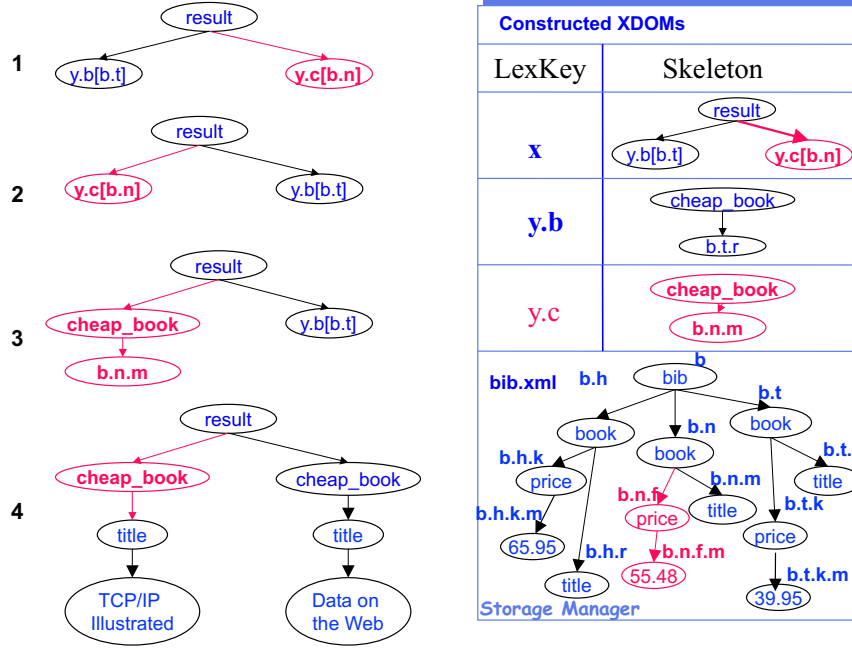 1
result
y.b[b.t]
y.c[b.n]
2
result
y.c[b.n]
y.b[b.t]
3
result
cheap_book
y.b[b.t]
b.n.m
4
result
cheap_book
cheap_book
title
title
TCP/IP
Illustrated
Data on
the Web
Constructed XDOMs
LexKey
Skeleton
x
result
y.b[b.t]
y.c[b.n]
y.b
cheap_book
b.t.r
y.c
cheap_book
b.n.m
bib.xml
b
b.h
bib
b.t
b.n
book
book
book
b.h.k
b.t.
price
b.n.f
b.n.m
title
b.t.k
b.h.k.m
price
title
price
65.95
b.h.r
b.n.f.m
title
55.48
b.t.k.m
39.95
Storage Manager